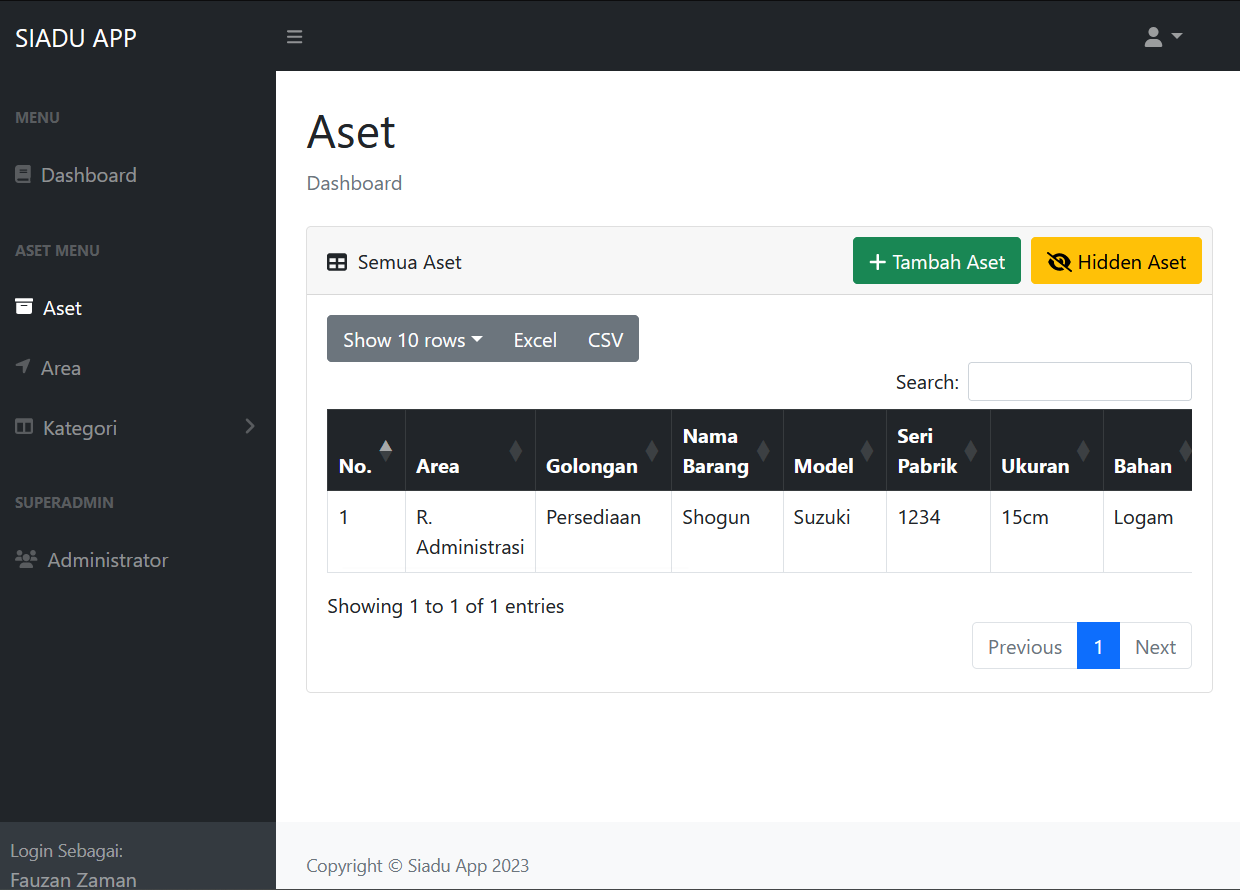 SIADU APP
MENU
Dashboard
ASET MENU
Aset
Area
Kategori
SUPERADMIN
Administrator
Login Sebagai:
Fauzan Zaman
Aset
Dashboard
Semua Aset
Tambah Aset
Hidden Aset
Show 10 rows Excel CSV
Search:
No. Area Golongan Nama Barang Model Seri Pabrik Ukuran Bahan
1 R. Administrasi Persediaan Shogun Suzuki 1234 15cm Logam
Showing 1 to 1 of 1 entries
Previous 1 Next
Copyright © Siadu App 2023